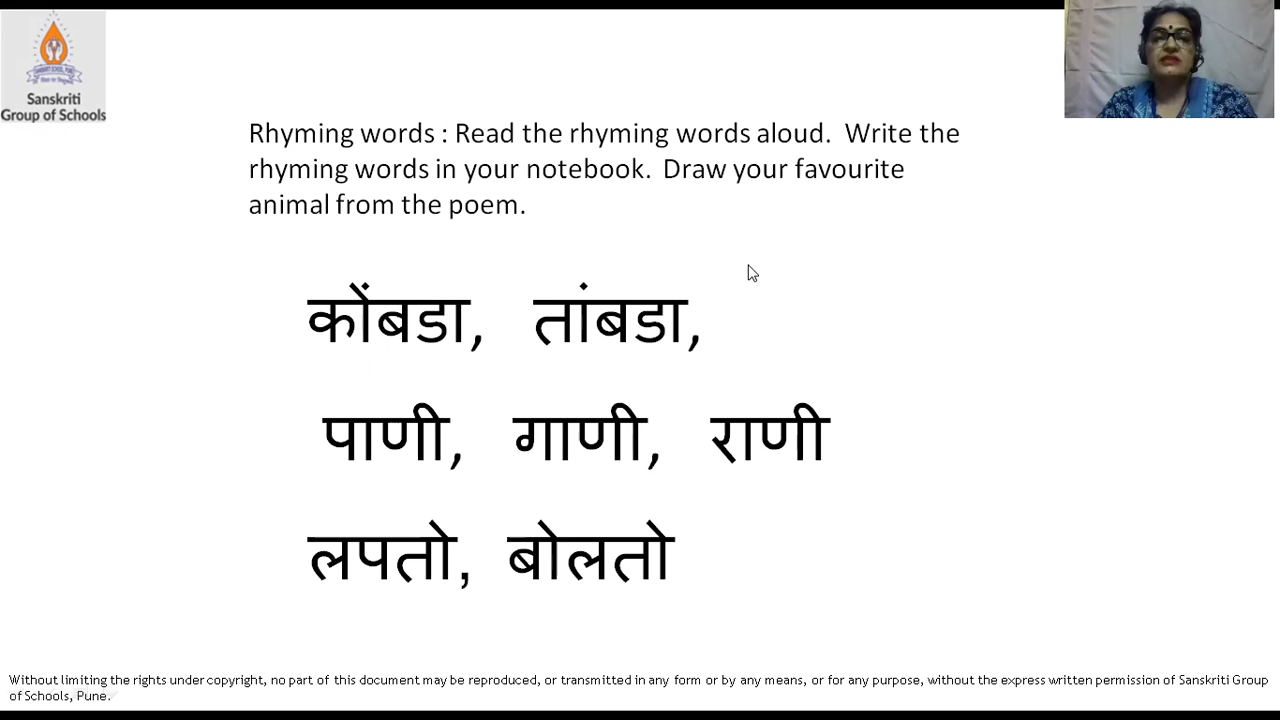 Sanskriti
Group of Schools
Rhyming words : Read the rhyming words aloud.  Write the
rhyming words in your notebook.  Draw your favourite
animal from the poem.
कोंबडा, तांबडा,
पाणी, गाणी, राणी
लपतो, बोलतो
Without limiting the rights under copyright, no part of this document may be reproduced, or transmitted in any form or by any means, or for any purpose, without the express written permission of Sanskriti Group
of Schools, Pune.